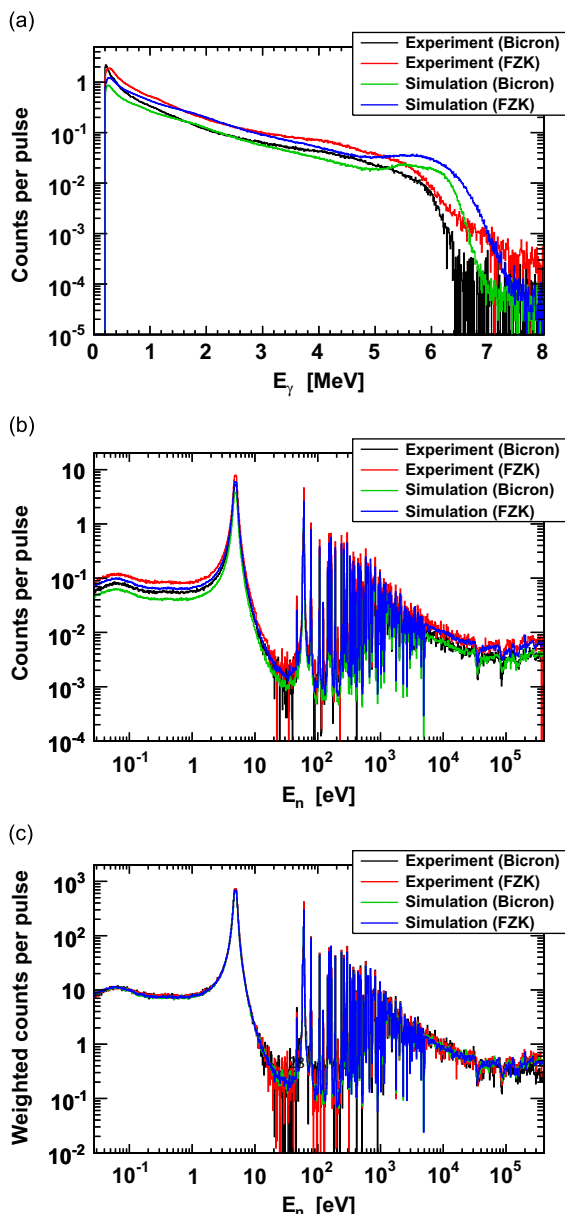 (a)
Experiment (Bicron)
Experiment (FZK)
Simulation (Bicron)
Simulation (FZK)
Counts per pulse
1
10⁻¹
10⁻²
10⁻³
10⁻⁴
10⁻⁵
0 1 2 3 4 5 6 7 8
Eγ [MeV]
(b)
Experiment (Bicron)
Experiment (FZK)
Simulation (Bicron)
Simulation (FZK)
Counts per pulse
10
1
10⁻¹
10⁻²
10⁻³
10⁻⁴
10⁻¹ 1 10 10² 10³ 10⁴ 10⁵
Eₙ [eV]
(c)
Experiment (Bicron)
Experiment (FZK)
Simulation (Bicron)
Simulation (FZK)
Weighted counts per pulse
10³
10²
10
1
10⁻¹
10⁻²
10⁻¹ 1 10 10² 10³ 10⁴ 10⁵
Eₙ [eV]